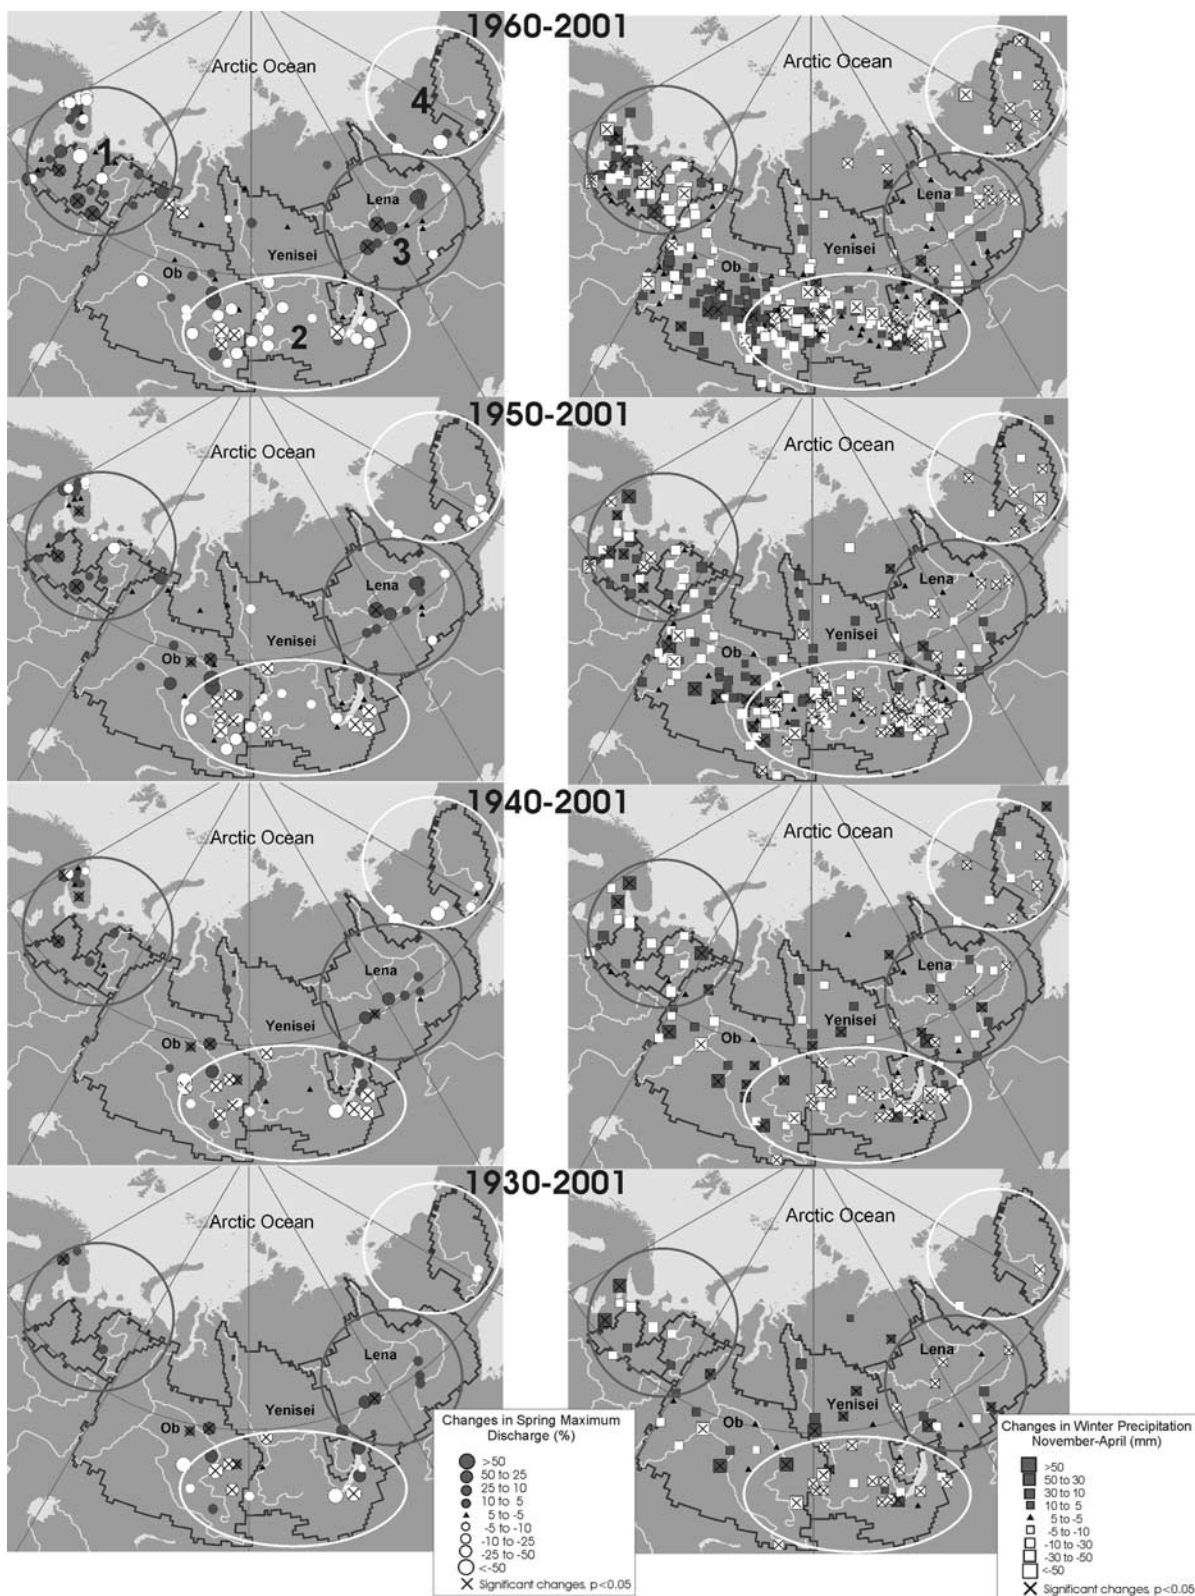 1960-2001
Arctic Ocean
Arctic Ocean
4
1
Lena
Lena
3
Yenisei
Yenisei
Ob
Ob
2
1950-2001
Arctic Ocean
Arctic Ocean
Lena
Lena
Yenisei
Yenisei
Ob
Ob
1940-2001
Arctic Ocean
Arctic Ocean
Lena
Lena
Yenisei
Yenisei
Ob
Ob
1930-2001
Arctic Ocean
Arctic Ocean
Lena
Lena
Yenisei
Yenisei
Ob
Ob
Changes in Spring Maximum
Discharge (%)
>50
50 to 25
25 to 10
10 to 5
5 to -5
-5 to -10
-10 to -25
-25 to -50
<-50
Significant changes, p<0.05
Changes in Winter Precipitation
November-April (mm)
>50
50 to 30
30 to 10
10 to 5
5 to -5
-5 to -10
-10 to -30
-30 to -50
<-50
Significant changes, p<0.05